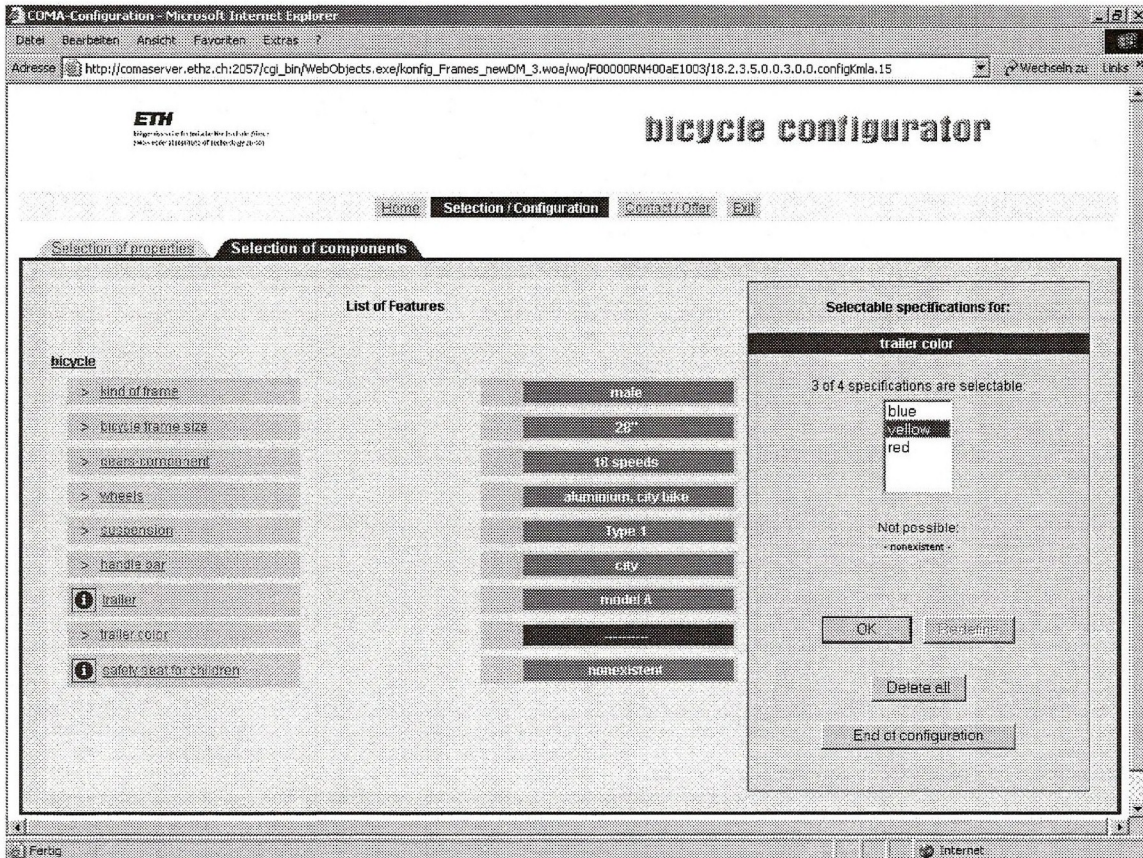 COMA-Configuration - Microsoft Internet Explorer
Datei Bearbeiten Ansicht Favoriten Extras ?
Adresse http://comaserver.ethz.ch:2057/cgi_bin/WebObjects.exe/konfig_Frames_newDM_3.woa/wo/F00000RN400aE1003/18.2.3.5.0.0.3.0.0.configKmla.15 Wechseln zu Links »
ETH
bicycle configurator
Home Selection / Configuration Contact / Offer Exit
Selection of properties Selection of components
List of Features
bicycle
> kind of frame male
> bicycle frame size 28"
> gears-component 18 speeds
> wheels aluminium, city bike
> suspension Type 1
> handle bar city
i trailer model A
> trailer color ----------
i safety seat for children nonexistent
Selectable specifications for:
trailer color
3 of 4 specifications are selectable:
blue
yellow
red
Not possible:
- nonexistent -
OK Redefine
Delete all
End of configuration
Fertig Internet